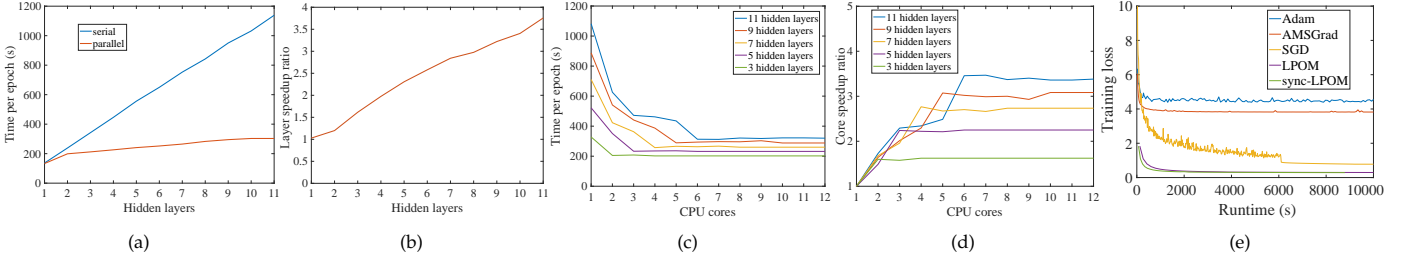 1200
1000
800
600
400
200
0
1 2 3 4 5 6 7 8 9 10 11
Hidden layers
Time per epoch (s)
serial
parallel
(a)
4
3.5
3
2.5
2
1.5
1
0.5
0
1 2 3 4 5 6 7 8 9 10 11
Hidden layers
Layer speedup ratio
(b)
1200
1000
800
600
400
200
0
1 2 3 4 5 6 7 8 9 10 11 12
CPU cores
Time per epoch (s)
11 hidden layers
9 hidden layers
7 hidden layers
5 hidden layers
3 hidden layers
(c)
5
4
3
2
1
1 2 3 4 5 6 7 8 9 10 11 12
CPU cores
Core speedup ratio
11 hidden layers
9 hidden layers
7 hidden layers
5 hidden layers
3 hidden layers
(d)
10
8
6
4
2
0
0 2000 4000 6000 8000 10000
Runtime (s)
Training loss
Adam
AMSGrad
SGD
LPOM
sync-LPOM
(e)